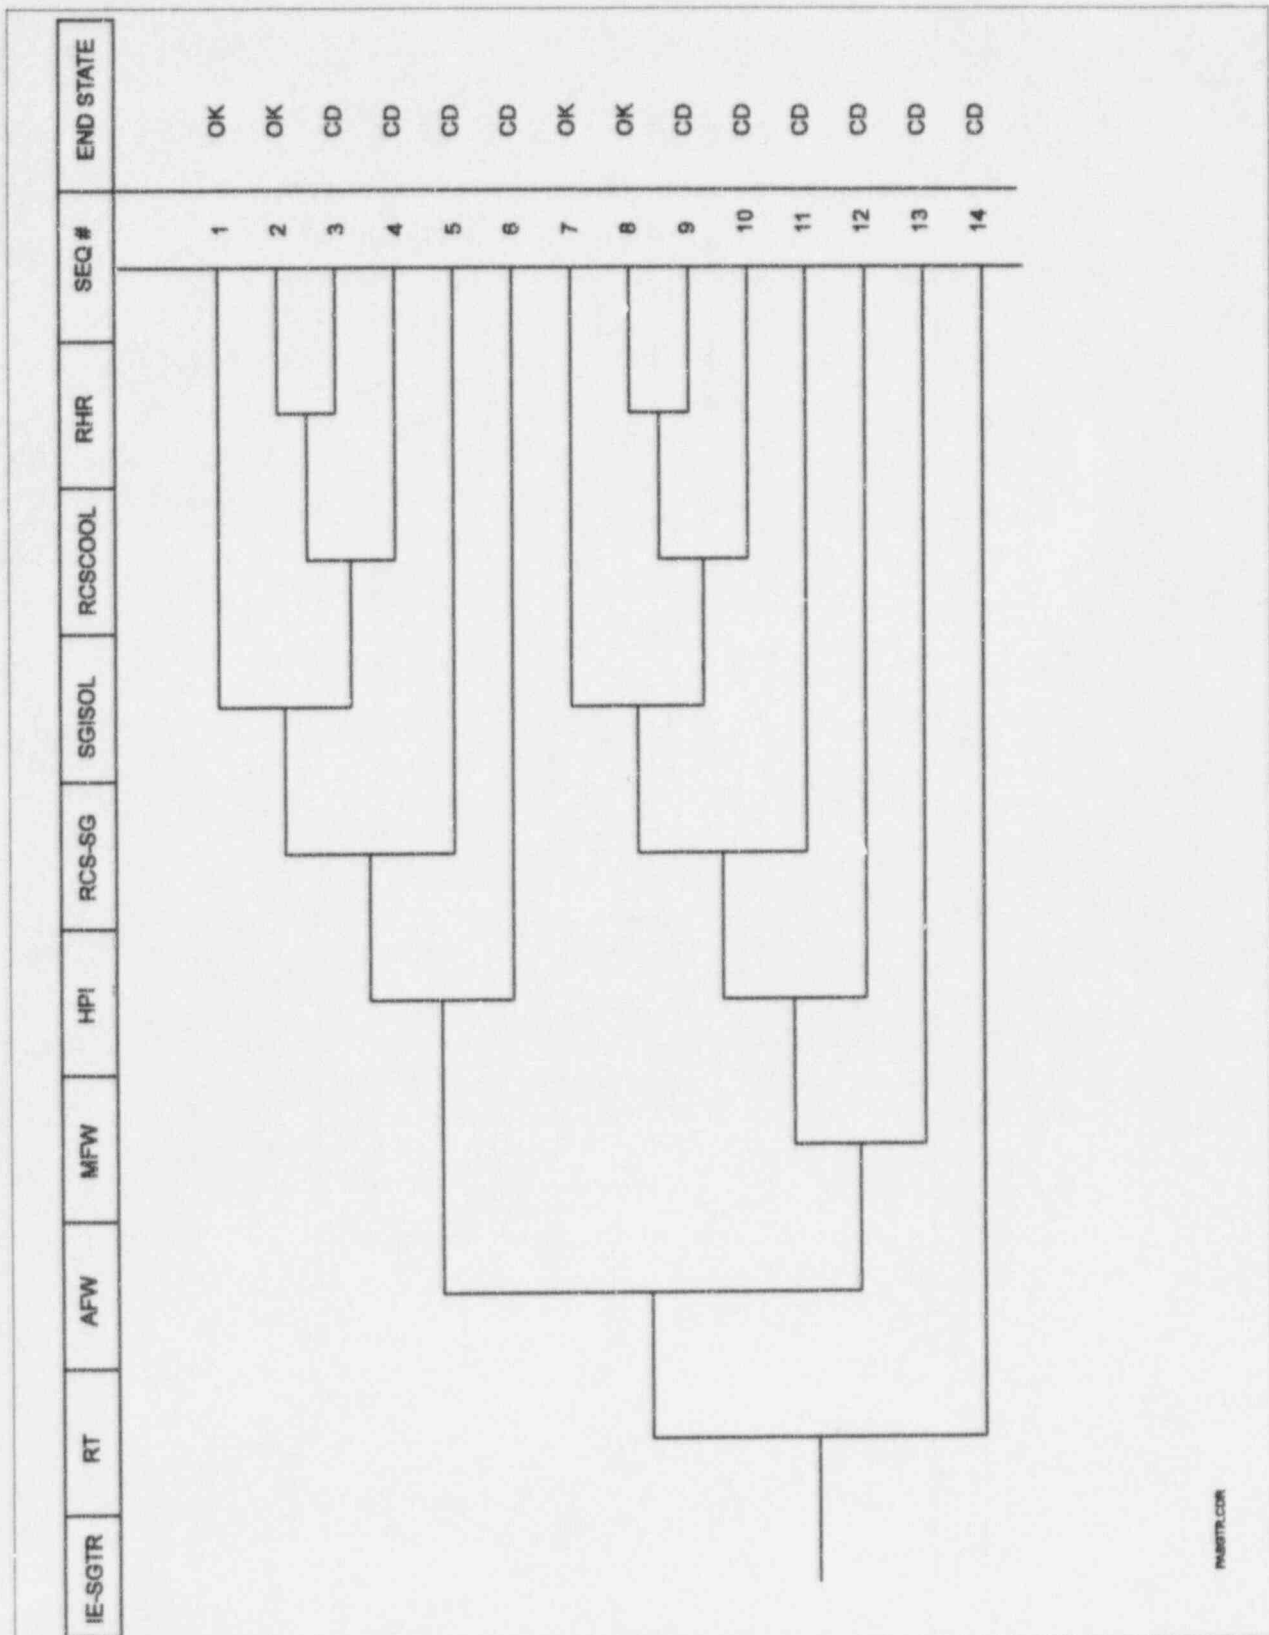 IE-SGTR RT AFW MFW HPI RCS-SG SGISOL RCSCOOL RHR SEQ # END STATE
1 OK
2 OK
3 CD
4 CD
5 CD
6 CD
7 OK
8 OK
9 CD
10 CD
11 CD
12 CD
13 CD
14 CD